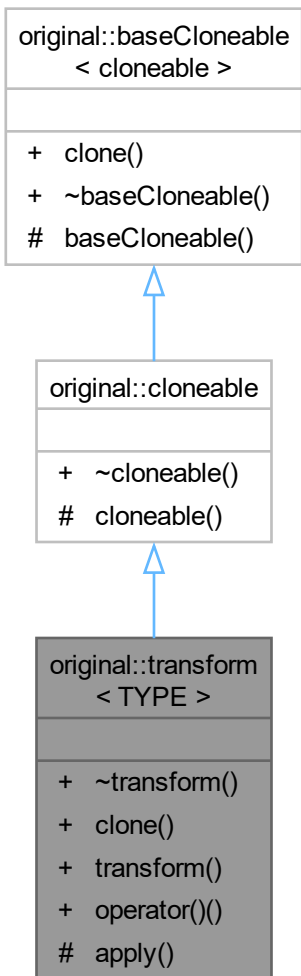 original::baseCloneable
< cloneable >
+ clone()
+ ~baseCloneable()
# baseCloneable()
original::cloneable
+ ~cloneable()
# cloneable()
original::transform
< TYPE >
+ ~transform()
+ clone()
+ transform()
+ operator()()
# apply()